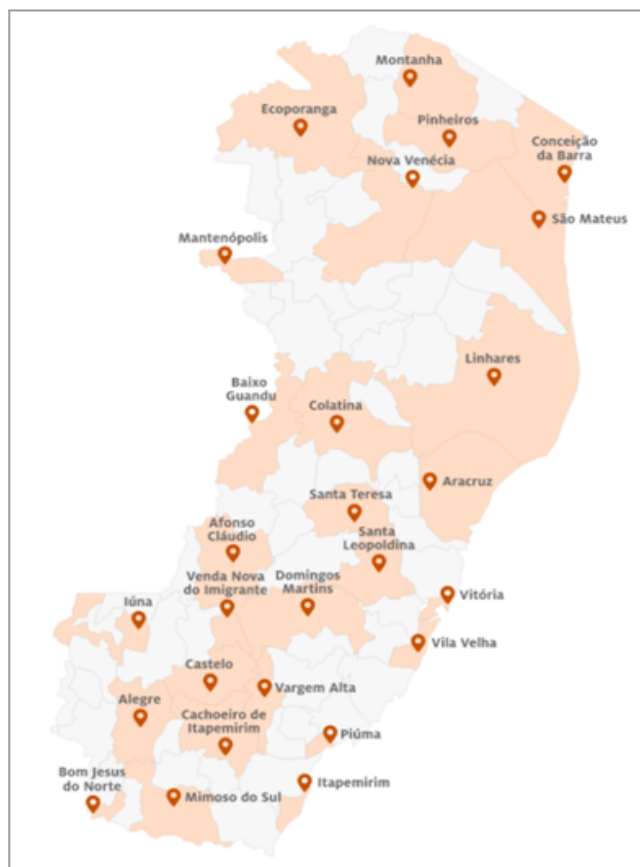 Montanha
Ecoporanga
Pinheiros
Conceição
da Barra
Nova Venécia
São Mateus
Mantenópolis
Linhares
Baixo
Guandu
Colatina
Aracruz
Santa Teresa
Afonso
Cláudio
Santa
Leopoldina
Venda Nova
do Imigrante
Domingos
Martins
Iúna
Vitória
Vila Velha
Castelo
Vargem Alta
Alegre
Cachoeiro de
Itapemirim
Piúma
Bom Jesus
do Norte
Mimoso do Sul
Itapemirim